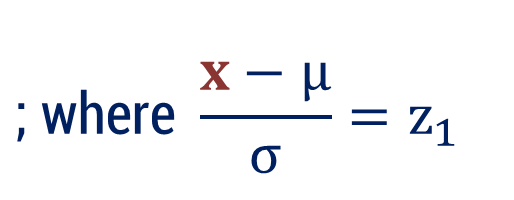 ; where (x − μ)/σ = z₁